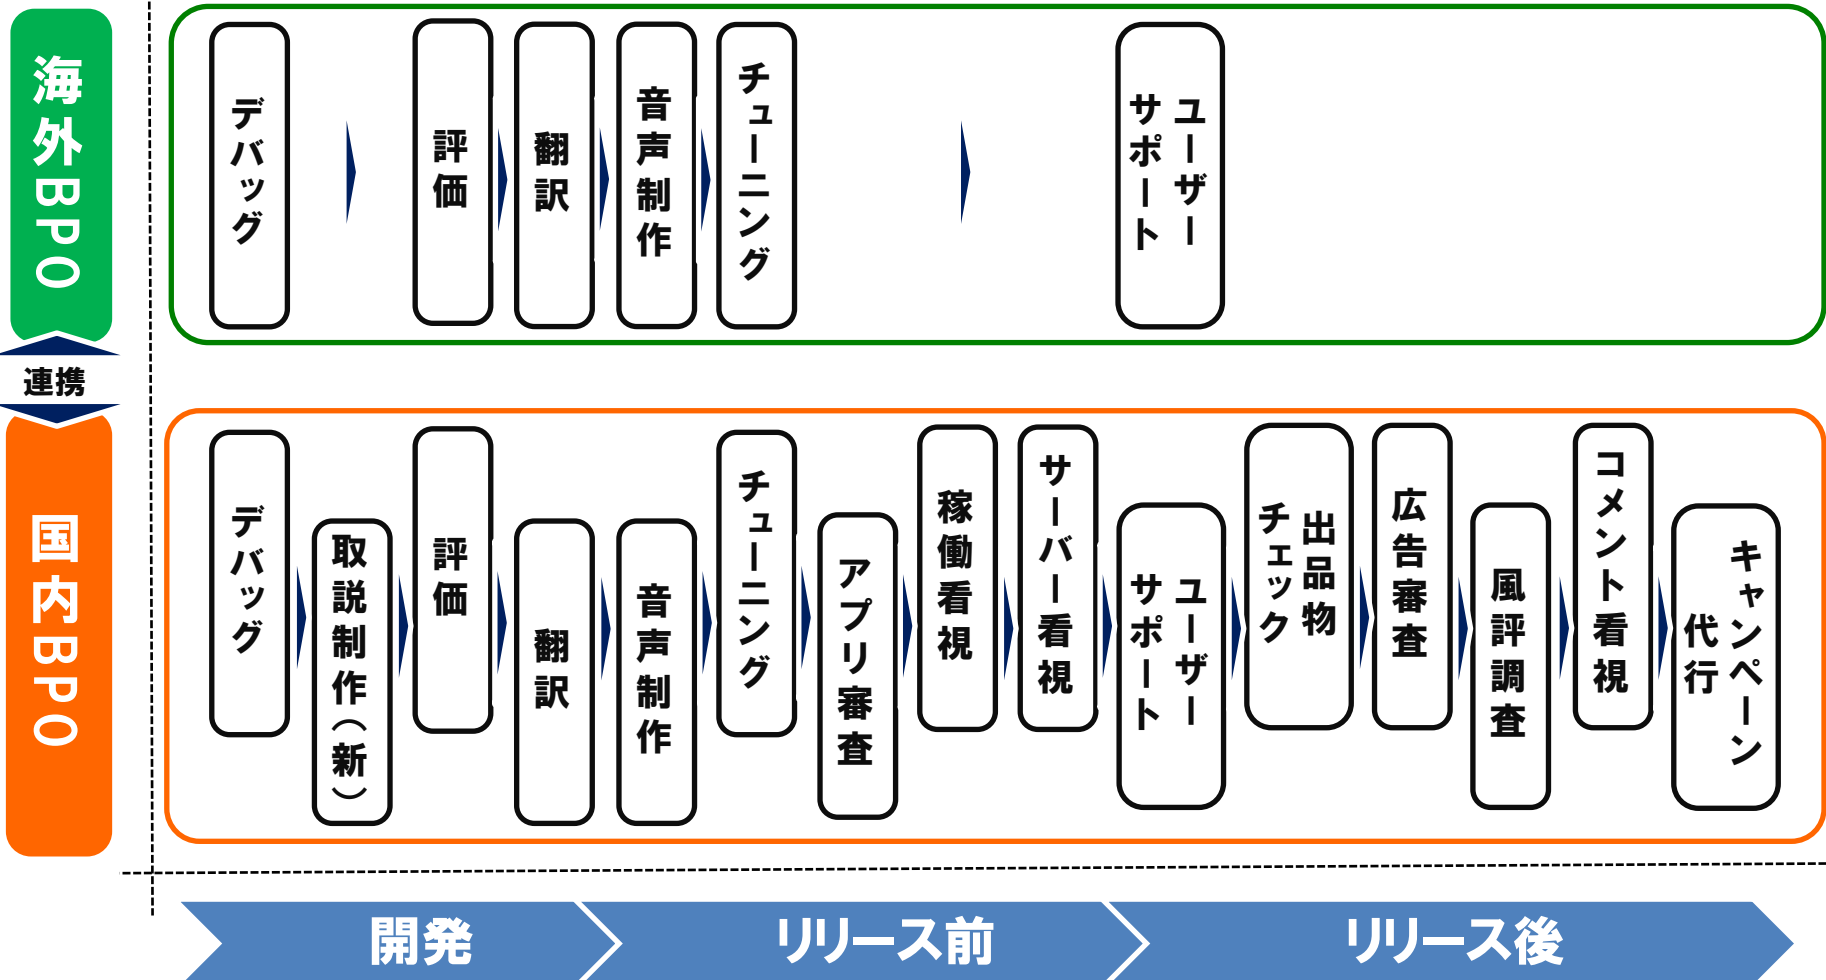 海外BPO
デバッグ
評価
翻訳
音声制作
チューニング
ユーザー
サポート
連携
国内BPO
デバッグ
取説制作(新)
評価
翻訳
音声制作
チューニング
アプリ審査
稼働看視
サーバー看視
ユーザー
サポート
出品物
チェック
広告審査
風評調査
コメント看視
キャンペーン
代行
開発
リリース前
リリース後